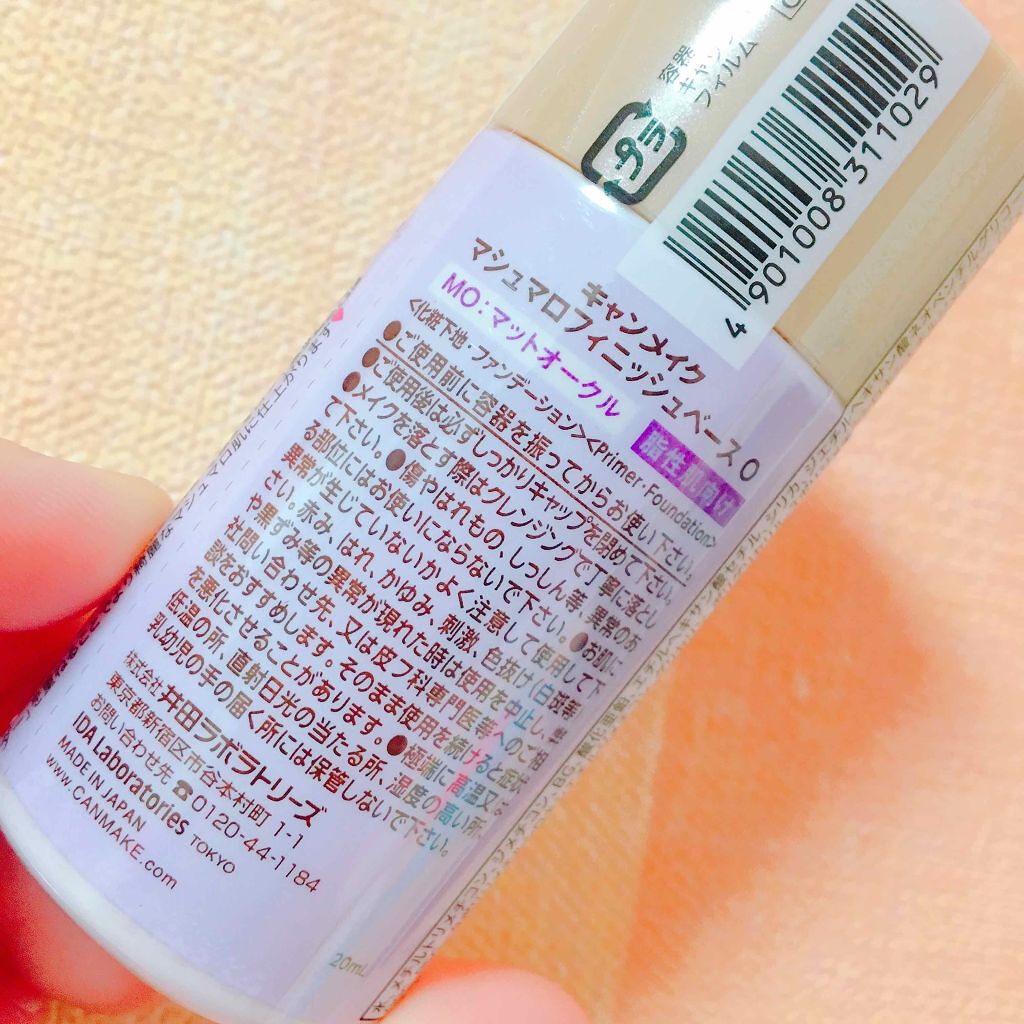 容器
キャップ
フィルム
プラ
4901008311029
キャンメイク
マシュマロフィニッシュベース O
MO:マットオークル
脂性肌向け
<化粧下地・ファンデーション><Primer・Foundation>
●ご使用前に容器を振ってからお使い下さい。
●ご使用後は必ずしっかりキャップを閉めて下さい。
●メイクを落とす際はクレンジングで丁寧に落とし
て下さい。●傷やはれもの、しっしん等、異常のあ
る部位にはお使いにならないで下さい。●お肌に
異常が生じていないかよく注意して使用して下
さい。赤み、はれ、かゆみ、刺激、色抜け(白斑等)
や黒ずみ等の異常が現れた時は使用を中止し、弊
社問い合わせ先、又は皮フ科専門医等へのご相
談をおすすめします。そのまま使用を続けると症状
を悪化させることがあります。●極端に高温又は
低温の所、直射日光の当たる所、湿度の高い所、
乳幼児の手の届く所には保管しないで下さい。
株式会社 井田ラボラトリーズ
東京都新宿区市谷本村町 1-1
お問い合わせ先 ☎0120-44-1184
IDA Laboratories TOKYO
MADE IN JAPAN
www.CANMAKE.com
20mL